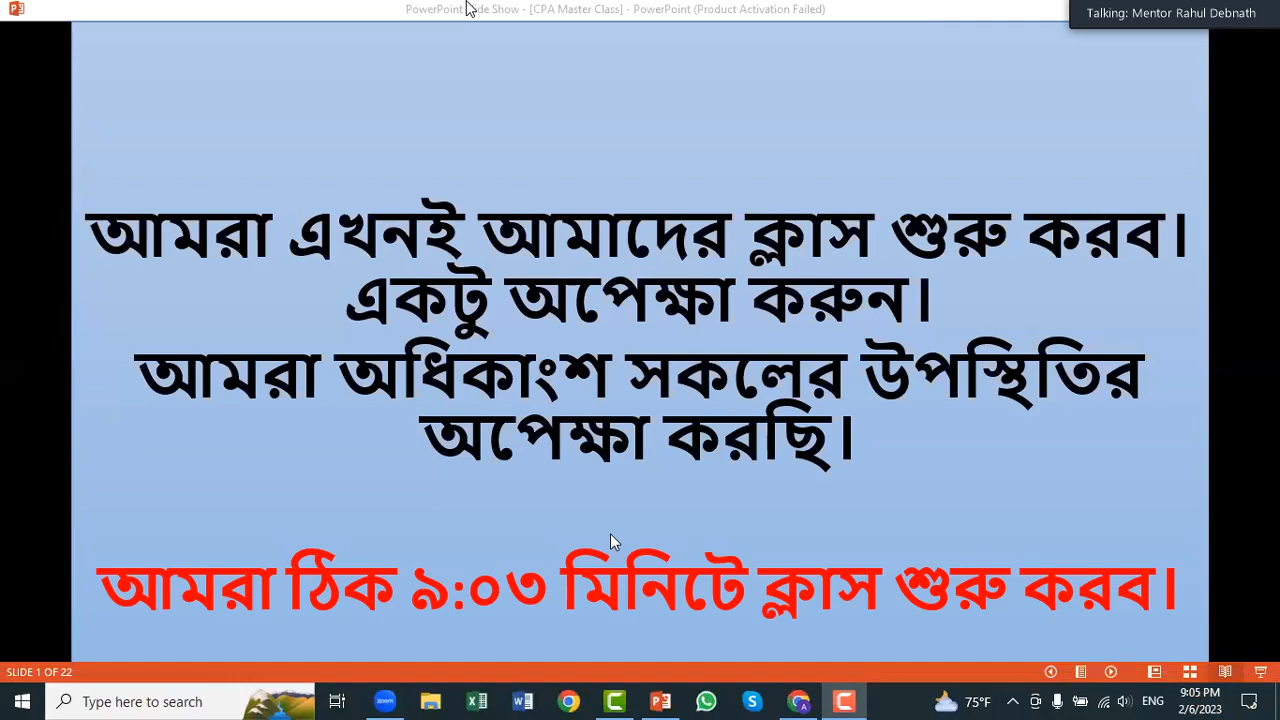 PowerPoint de Show - [CPA Master Class] - PowerPoint (Product Activation Failed)
Talking: Mentor Rahul Debnath
আমরা এখনই আমাদের ক্লাস শুরু করব।
একটু অপেক্ষা করুন।
আমরা অধিকাংশ সকলের উপস্থিতির
অপেক্ষা করছি।
আমরা ঠিক ৯:০৩ মিনিটে ক্লাস শুরু করব।
SLIDE 1 OF 22
Type here to search
zoom
75°F
ENG
9:05 PM
2/6/2023